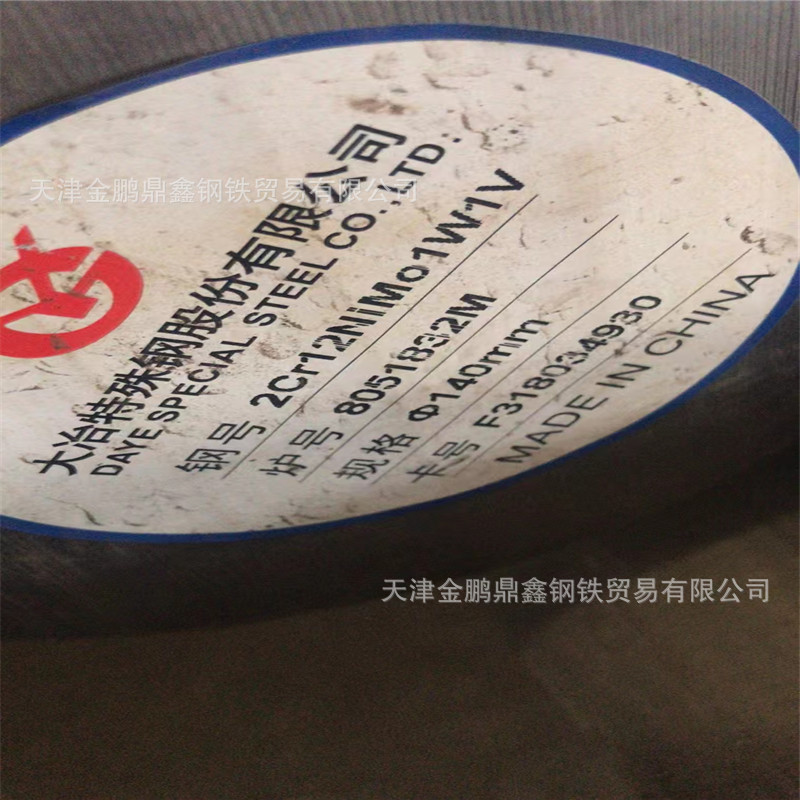 天津金鹏鼎鑫钢铁贸易有限公司
大冶特殊钢股份有限公司
DAYE SPECIAL STEEL CO.,LTD:
钢号 2Cr12NiMo1W1V
炉号 8051832M
规格 Φ140mm
卡号 F318034930
MADE IN CHINA
天津金鹏鼎鑫钢铁贸易有限公司